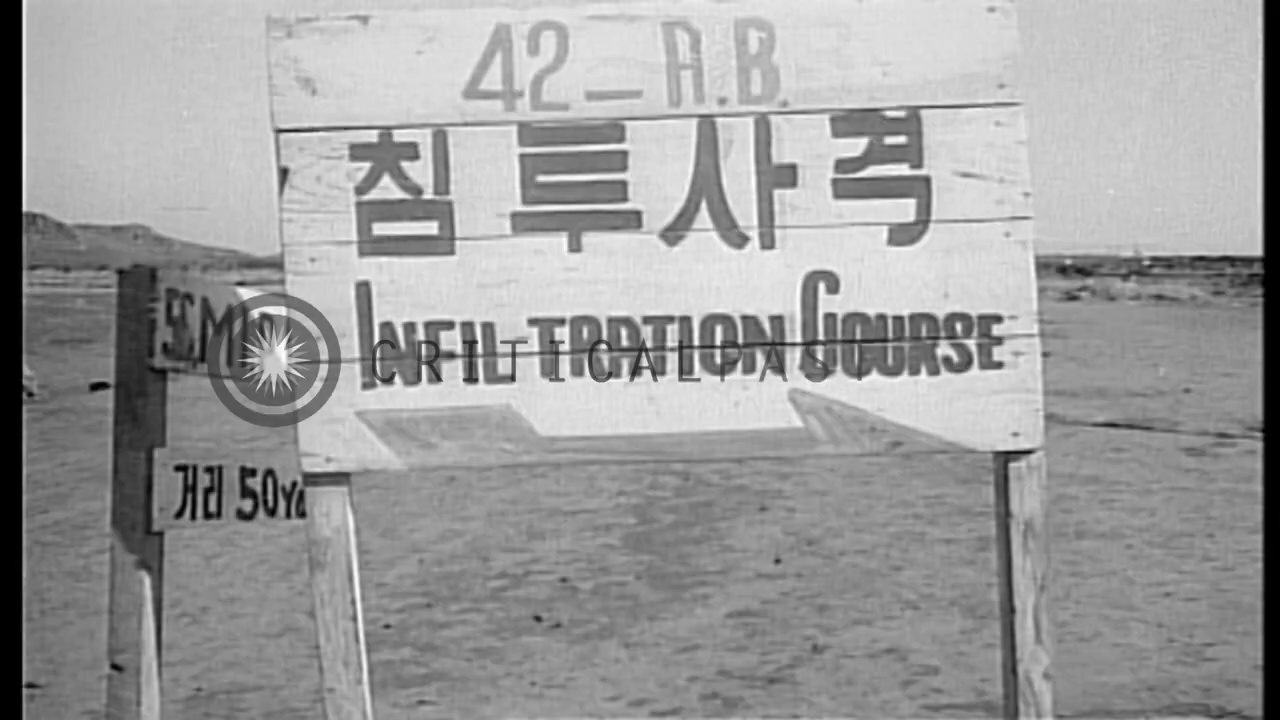 42-A.B.
침투사격
INFILTRATION COURSE
거리 50Yd
CRITICALPAST